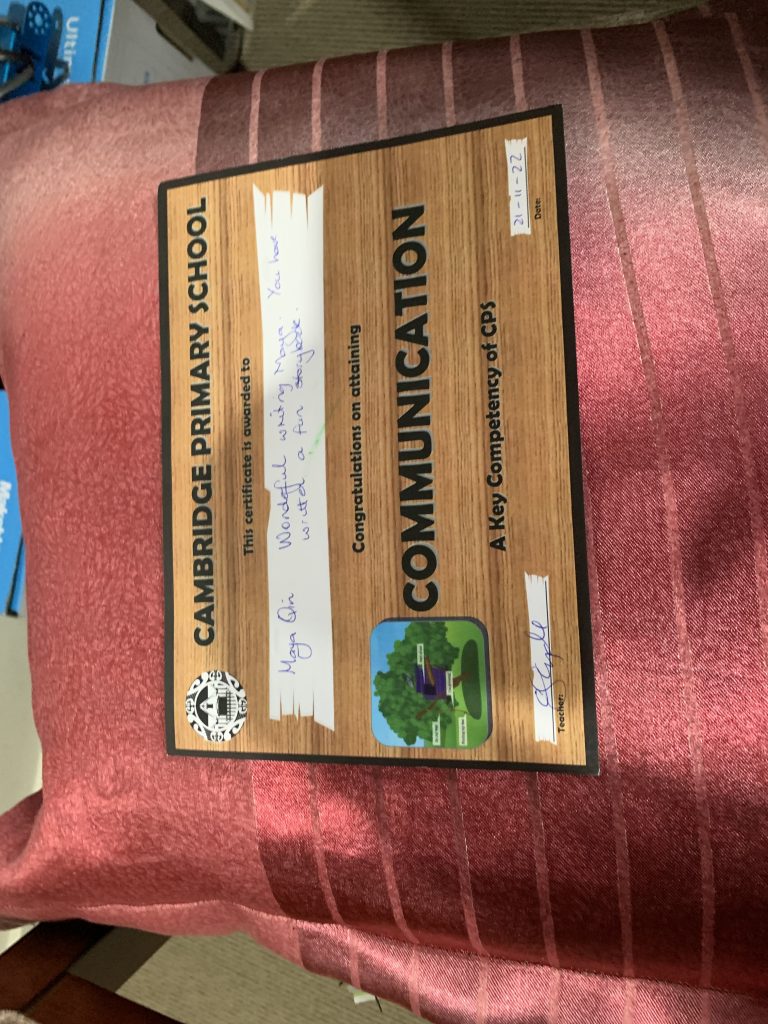 CAMBRIDGE PRIMARY SCHOOL
This certificate is awarded to
Maya Qin Wonderful writing Maya. You have
writted a fun storybook.
Congratulations on attaining
COMMUNICATION
A Key Competency of CPS
Teacher:
21-11-22
Date: